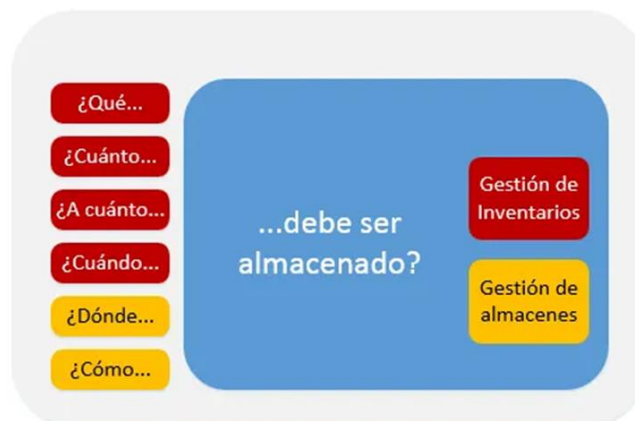 ¿Qué...
¿Cuánto...
¿A cuánto...
¿Cuándo...
¿Dónde...
¿Cómo...
...debe ser
almacenado?
Gestión de
Inventarios
Gestión de
almacenes